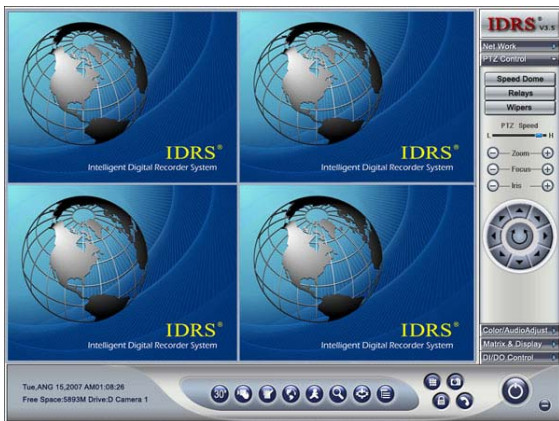 IDRS®
Intelligent Digital Recorder System
IDRS®
Intelligent Digital Recorder System
IDRS®
Intelligent Digital Recorder System
IDRS®
Intelligent Digital Recorder System
IDRS® V3.5
Net Work
PTZ Control
Speed Dome
Relays
Wipers
PTZ Speed
L H
Zoom
Focus
Iris
Color/AudioAdjust
Matrix & Display
DI/DO Control
Tue,ANG 15,2007 AM01:08:26
Free Space:5893M Drive:D Camera 1
30°